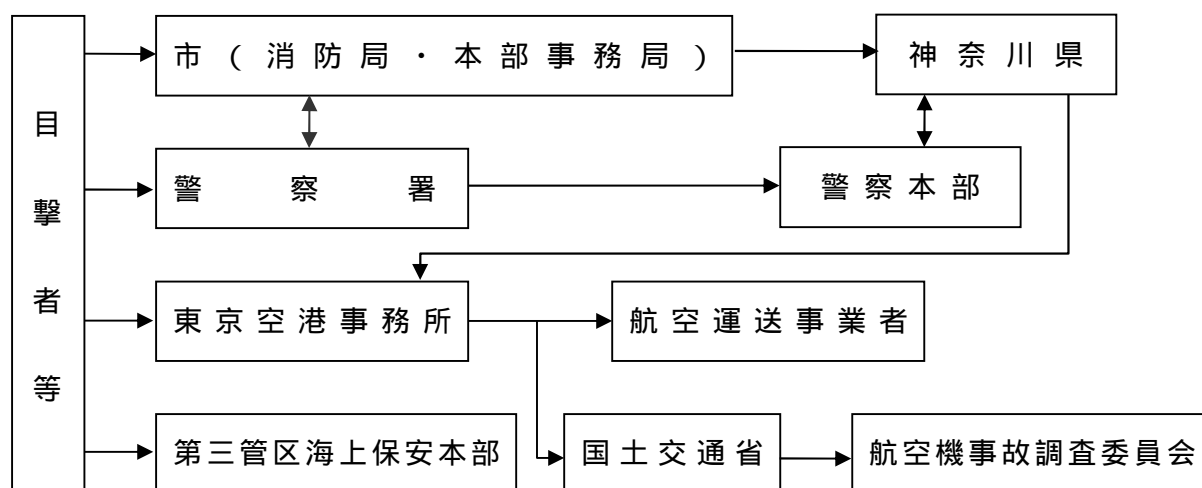 目撃者等
市(消防局・本部事務局)
神奈川県
警察署
警察本部
東京空港事務所
航空運送事業者
第三管区海上保安本部
国土交通省
航空機事故調査委員会